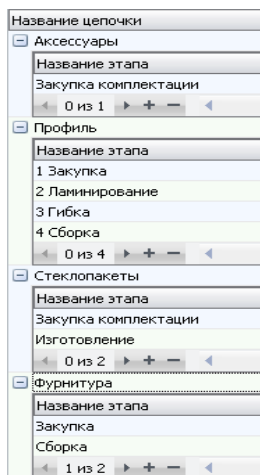 Название цепочки
Аксессуары
Название этапа
Закупка комплектации
0 из 1
Профиль
Название этапа
1 Закупка
2 Ламинирование
3 Гибка
4 Сборка
0 из 4
Стеклопакеты
Название этапа
Закупка комплектации
Изготовление
0 из 2
Фурнитура
Название этапа
Закупка
Сборка
1 из 2